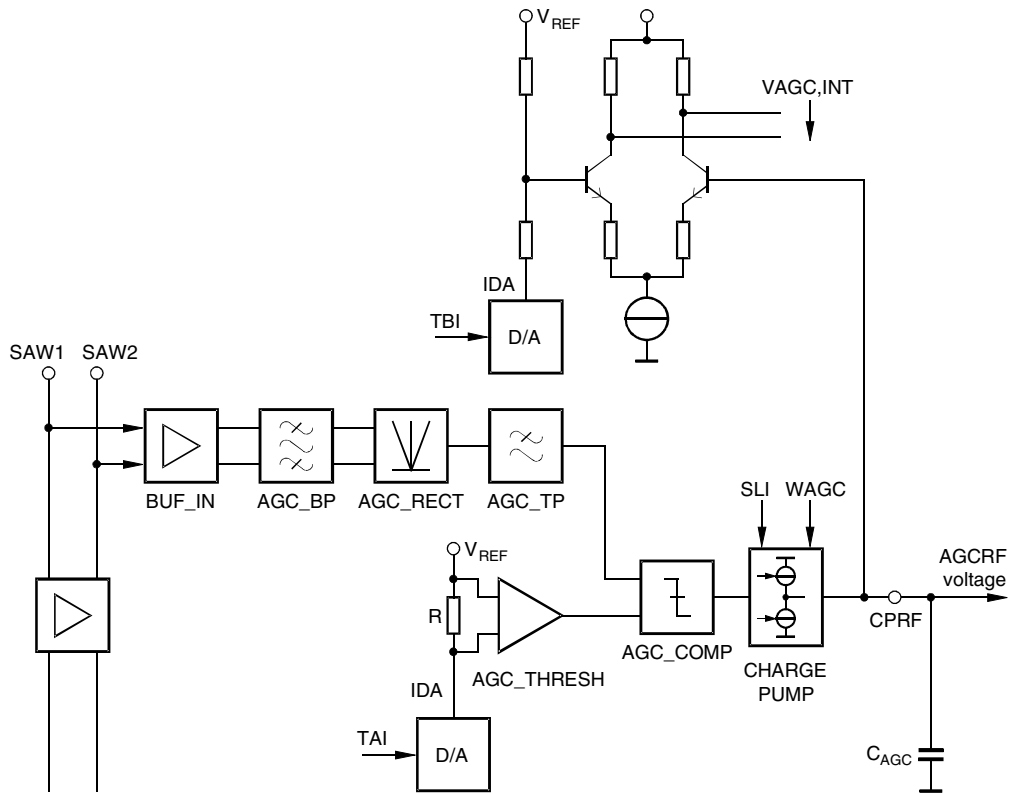 VREF
VAGC,INT
IDA
TBI
D/A
SAW1 SAW2
BUF_IN AGC_BP AGC_RECT AGC_TP
SLI WAGC
VREF
AGCRF
voltage
R
CPRF
AGC_COMP
AGC_THRESH
CHARGE
PUMP
IDA
TAI
D/A
CAGC